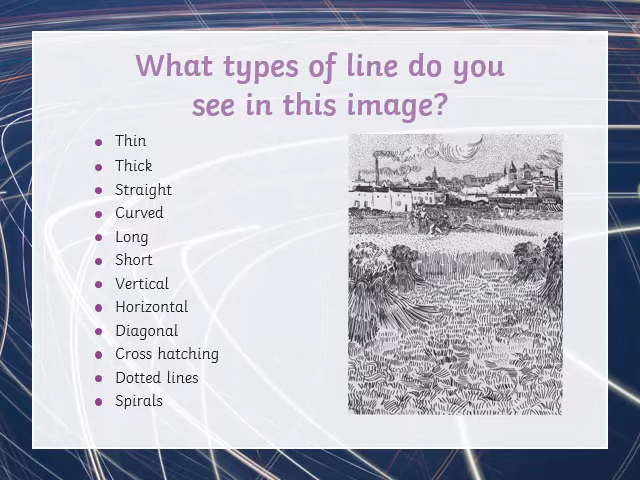 What types of line do you
see in this image?
Thin
Thick
Straight
Curved
Long
Short
Vertical
Horizontal
Diagonal
Cross hatching
Dotted lines
Spirals